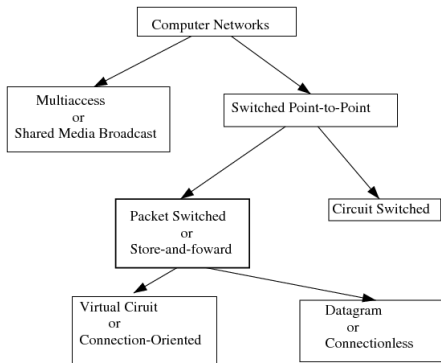 Computer Networks
Multiaccess
or
Shared Media Broadcast
Switched Point-to-Point
Packet Switched
or
Store-and-foward
Circuit Switched
Virtual Ciruit
or
Connection-Oriented
Datagram
or
Connectionless